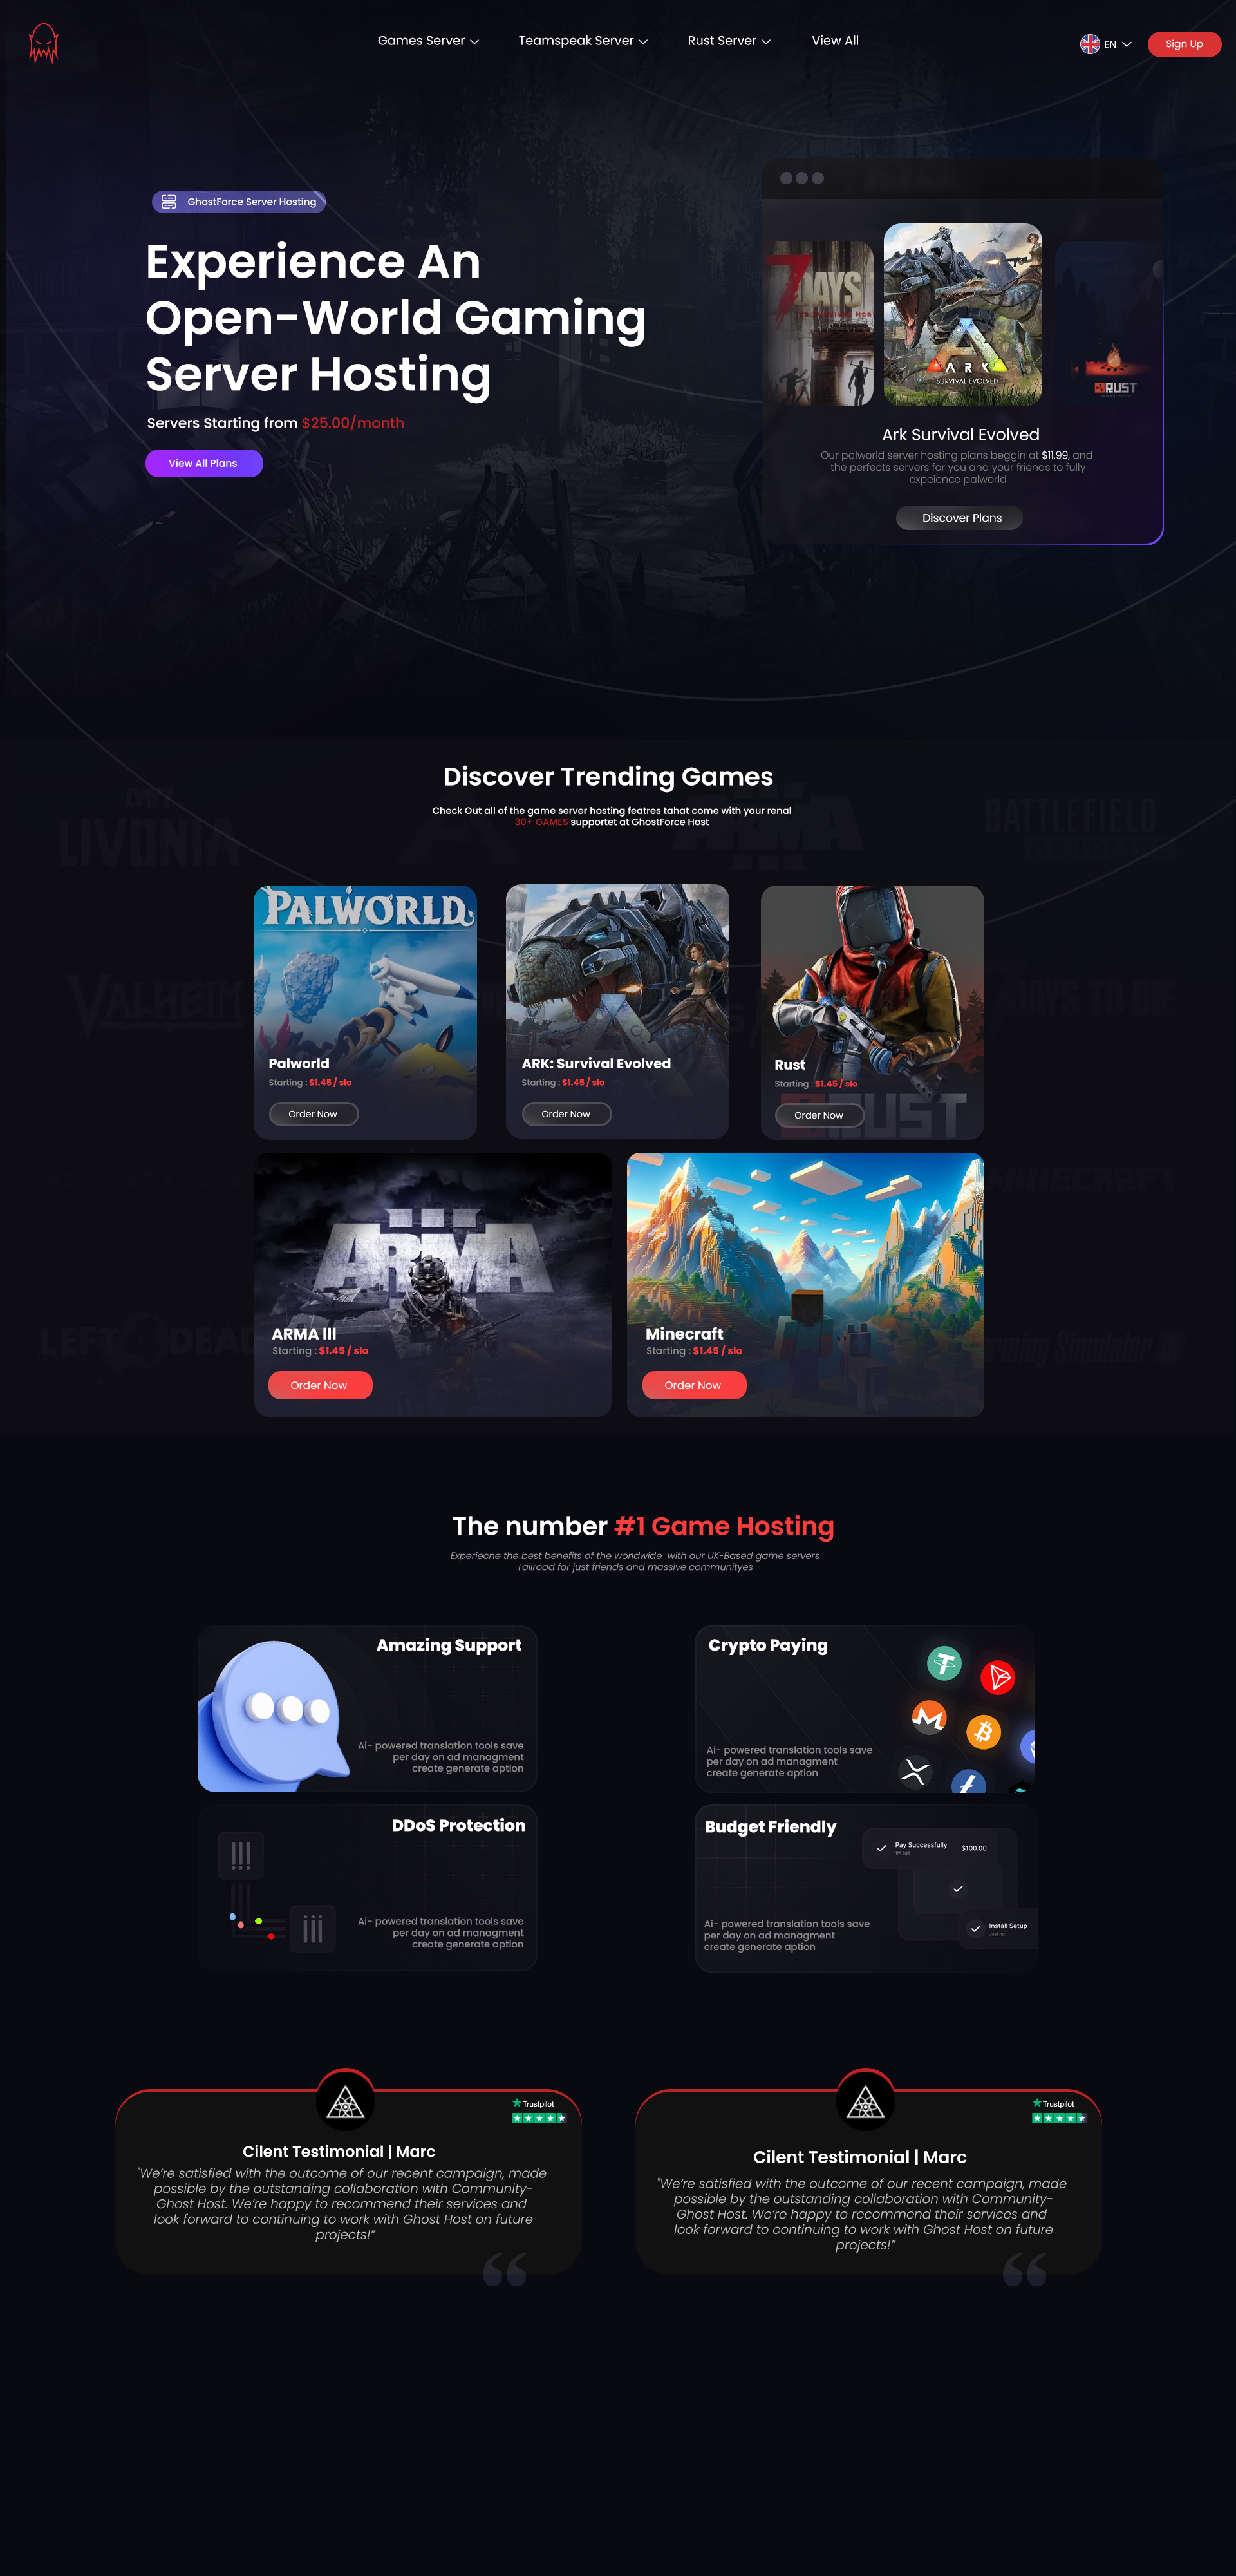 Games Server
Teamspeak Server
Rust Server
View All
EN
Sign Up
GhostForce Server Hosting
Experience An
Open-World Gaming
Server Hosting
Servers Starting from $25.00/month
View All Plans
7 DAYS
ARK
SURVIVAL EVOLVED
RUST
Ark Survival Evolved
Our palworld server hosting plans beggin at $11.99, and
the perfects servers for you and your friends to fully
expeience palworld
Discover Plans
Discover Trending Games
Check Out all of the game server hosting featres tahat come with your renal
30+ GAMES supportet at GhostForce Host
LIVONIA
ARMA
BATTLEFIELD
VALHEIM
DAYS TO DIE
MINECRAFT
LEFT 4 DEAD
PALWORLD
Palworld
Starting : $1.45 / slo
Order Now
ARK: Survival Evolved
Starting : $1.45 / slo
Order Now
Rust
Starting : $1.45 / slo
Order Now
RUST
ARMA
ARMA III
Starting : $1.45 / slo
Order Now
Minecraft
Starting : $1.45 / slo
Order Now
The number #1 Game Hosting
Experiecne the best benefits of the worldwide with our UK-Based game servers
Tailroad for just friends and massive communityes
Amazing Support
Ai- powered translation tools save
per day on ad managment
create generate aption
Crypto Paying
Ai- powered translation tools save
per day on ad managment
create generate aption
DDoS Protection
Ai- powered translation tools save
per day on ad managment
create generate aption
Budget Friendly
Pay Successfully
1m ago
$100.00
Install Setup
Just no
Ai- powered translation tools save
per day on ad managment
create generate aption
Trustpilot
Cilent Testimonial | Marc
"We're satisfied with the outcome of our recent campaign, made
possible by the outstanding collaboration with Community-
Ghost Host. We're happy to recommend their services and
look forward to continuing to work with Ghost Host on future
projects!"
Trustpilot
Cilent Testimonial | Marc
"We're satisfied with the outcome of our recent campaign, made
possible by the outstanding collaboration with Community-
Ghost Host. We're happy to recommend their services and
look forward to continuing to work with Ghost Host on future
projects!"